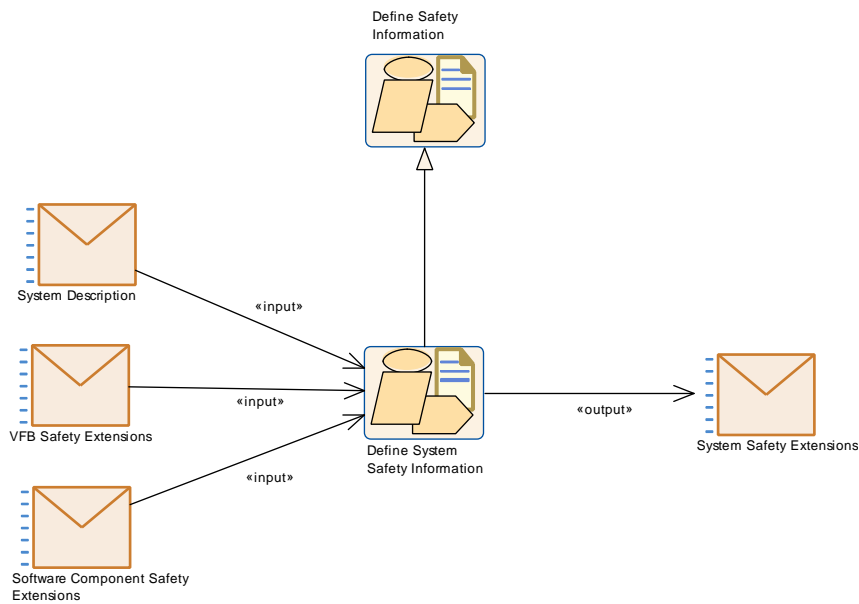 Define Safety
Information
System Description
«input»
VFB Safety Extensions
«input»
Software Component Safety
Extensions
«input»
Define System
Safety Information
«output»
System Safety Extensions